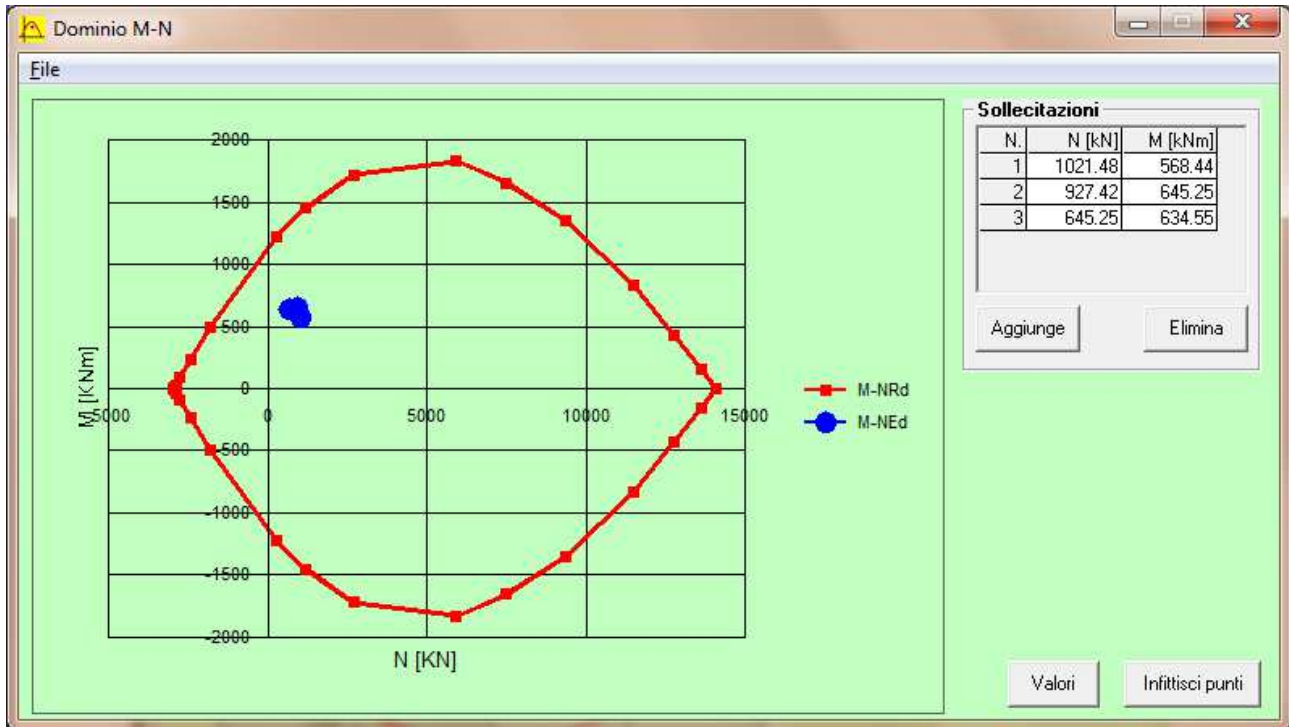 Dominio M-N
File
2000
1500
1000
500
0
-5000
0
5000
10000
15000
-500
-1000
-1500
-2000
M [KNm]
N [KN]
M-NRd
M-NEd
Sollecitazioni
N. N [kN] M [kNm]
1 1021.48 568.44
2 927.42 645.25
3 645.25 634.55
Aggiunge Elimina
Valori Infittisci punti